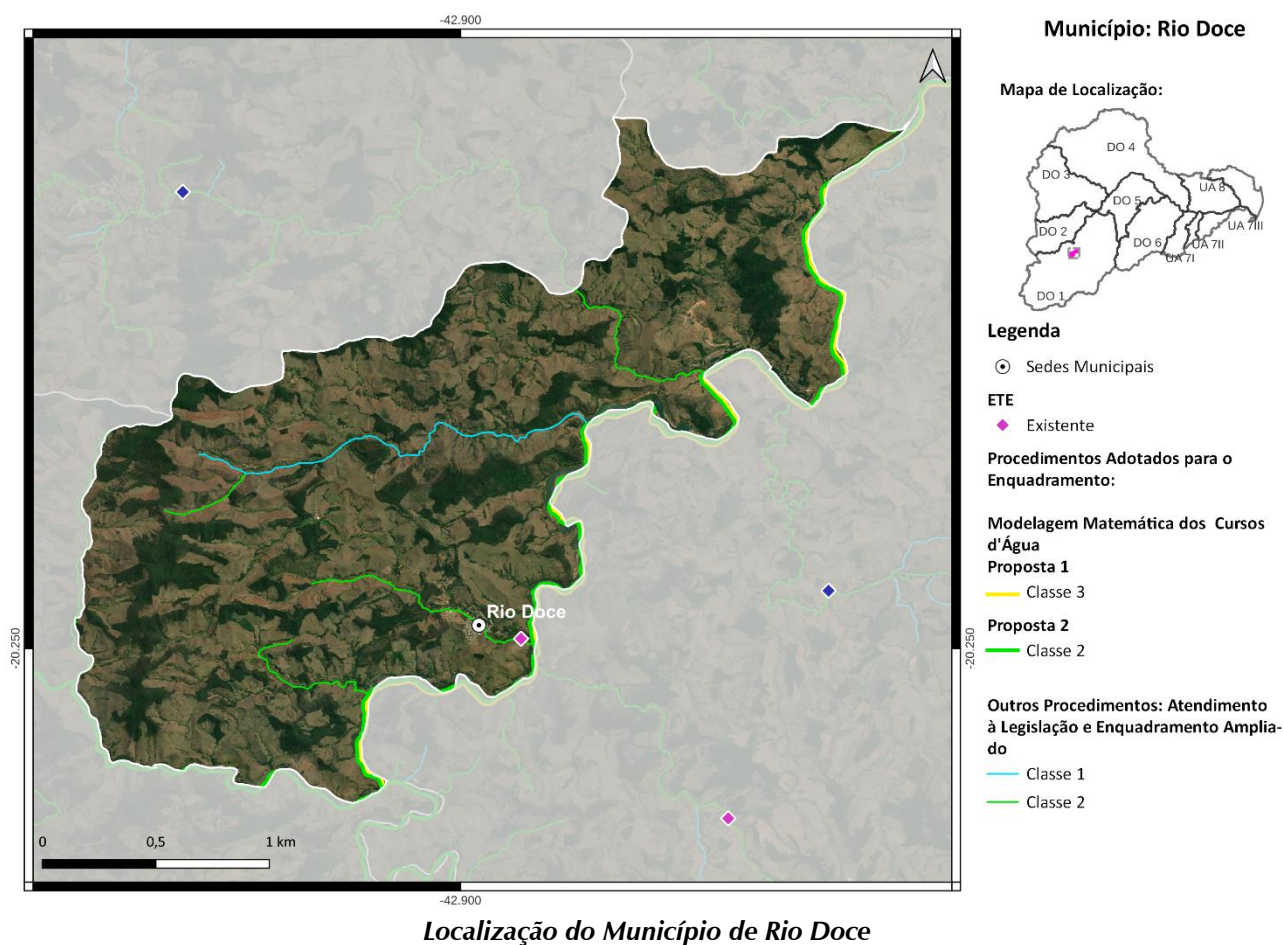 -42.900
Município: Rio Doce
Mapa de Localização:
DO 4
DO 3
UA 8
DO 5
DO 2
UA 7III
DO 6
UA 7II
UA 7I
DO 1
Legenda
Sedes Municipais
ETE
Existente
Procedimentos Adotados para o
Enquadramento:
Modelagem Matemática dos Cursos
d'Água
Proposta 1
Classe 3
Proposta 2
Classe 2
Outros Procedimentos: Atendimento
à Legislação e Enquadramento Amplia-
do
Classe 1
Classe 2
Rio Doce
-20.250
-20.250
0
0,5
1 km
-42.900
Localização do Município de Rio Doce